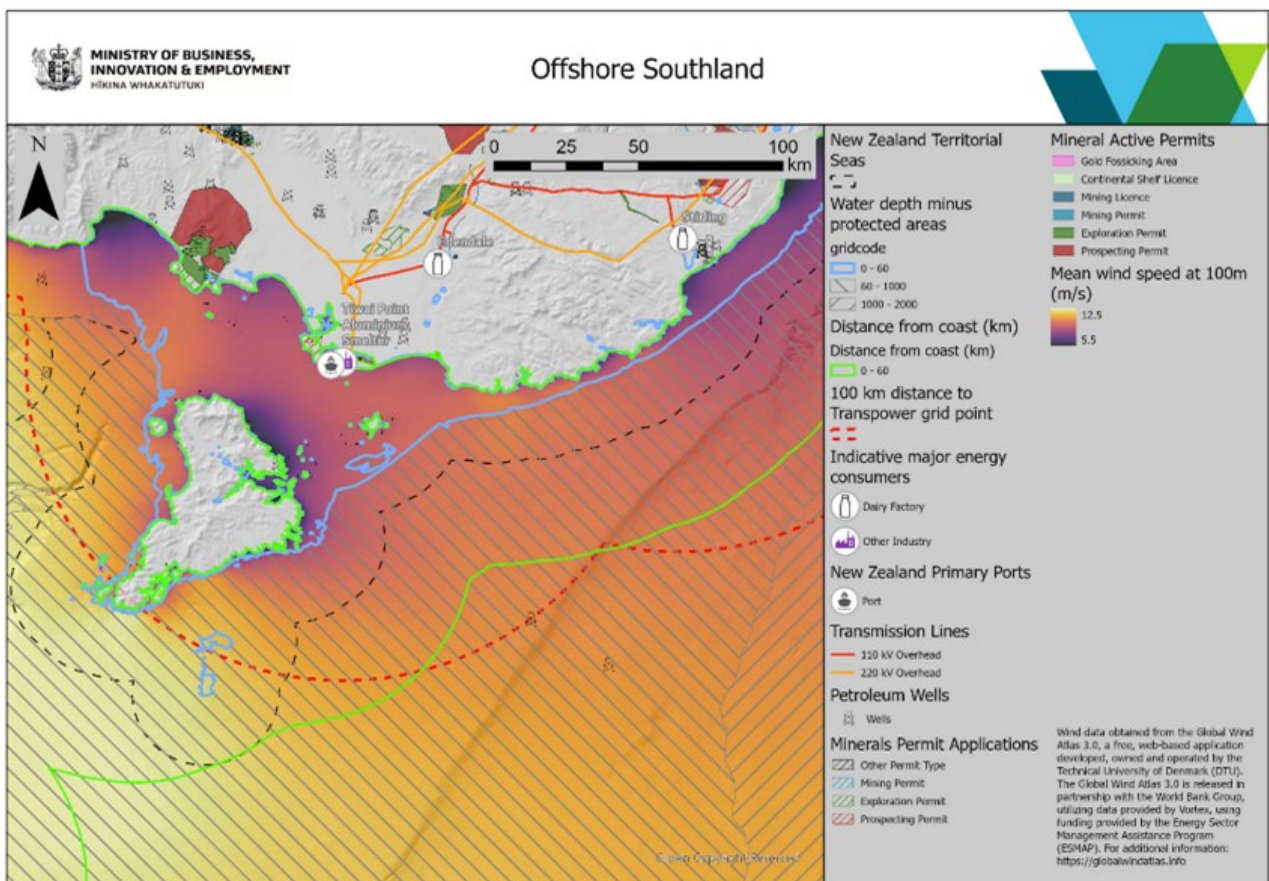 MINISTRY OF BUSINESS,
INNOVATION & EMPLOYMENT
HĪKINA WHAKATUTUKI
Offshore Southland
N
0 25 50 100
km
Stirling
Edendale
Tiwai Point
Aluminium
Smelter
Crown Copyright Reserved
New Zealand Territorial
Seas
Water depth minus
protected areas
gridcode
0 - 60
60 - 1000
1000 - 2000
Distance from coast (km)
Distance from coast (km)
0 - 60
100 km distance to
Transpower grid point
Indicative major energy
consumers
Dairy Factory
Other Industry
New Zealand Primary Ports
Port
Transmission Lines
110 kV Overhead
220 kV Overhead
Petroleum Wells
Wells
Minerals Permit Applications
Other Permit Type
Mining Permit
Exploration Permit
Prospecting Permit
Mineral Active Permits
Gold Fossicking Area
Continental Shelf Licence
Mining Licence
Mining Permit
Exploration Permit
Prospecting Permit
Mean wind speed at 100m
(m/s)
12.5
5.5
Wind data obtained from the Global Wind
Atlas 3.0, a free, web-based application
developed, owned and operated by the
Technical University of Denmark (DTU).
The Global Wind Atlas 3.0 is released in
partnership with the World Bank Group,
utilizing data provided by Vortex, using
funding provided by the Energy Sector
Management Assistance Program
(ESMAP). For additional information:
https://globalwindatlas.info